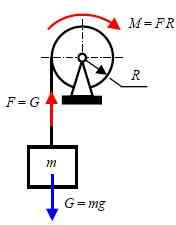 M = FR
R
F = G
m
G = mg